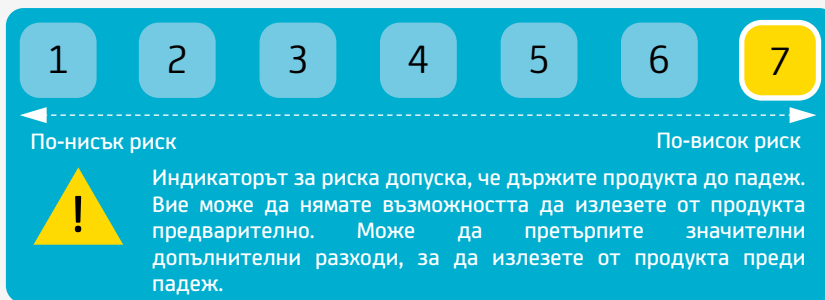 1 2 3 4 5 6 7
По-нисък риск По-висок риск
Индикаторът за риска допуска, че държите продукта до падеж.
Вие може да нямате възможността да излезете от продукта
предварително. Може да претърпите значителни
допълнителни разходи, за да излезете от продукта преди
падеж.
!